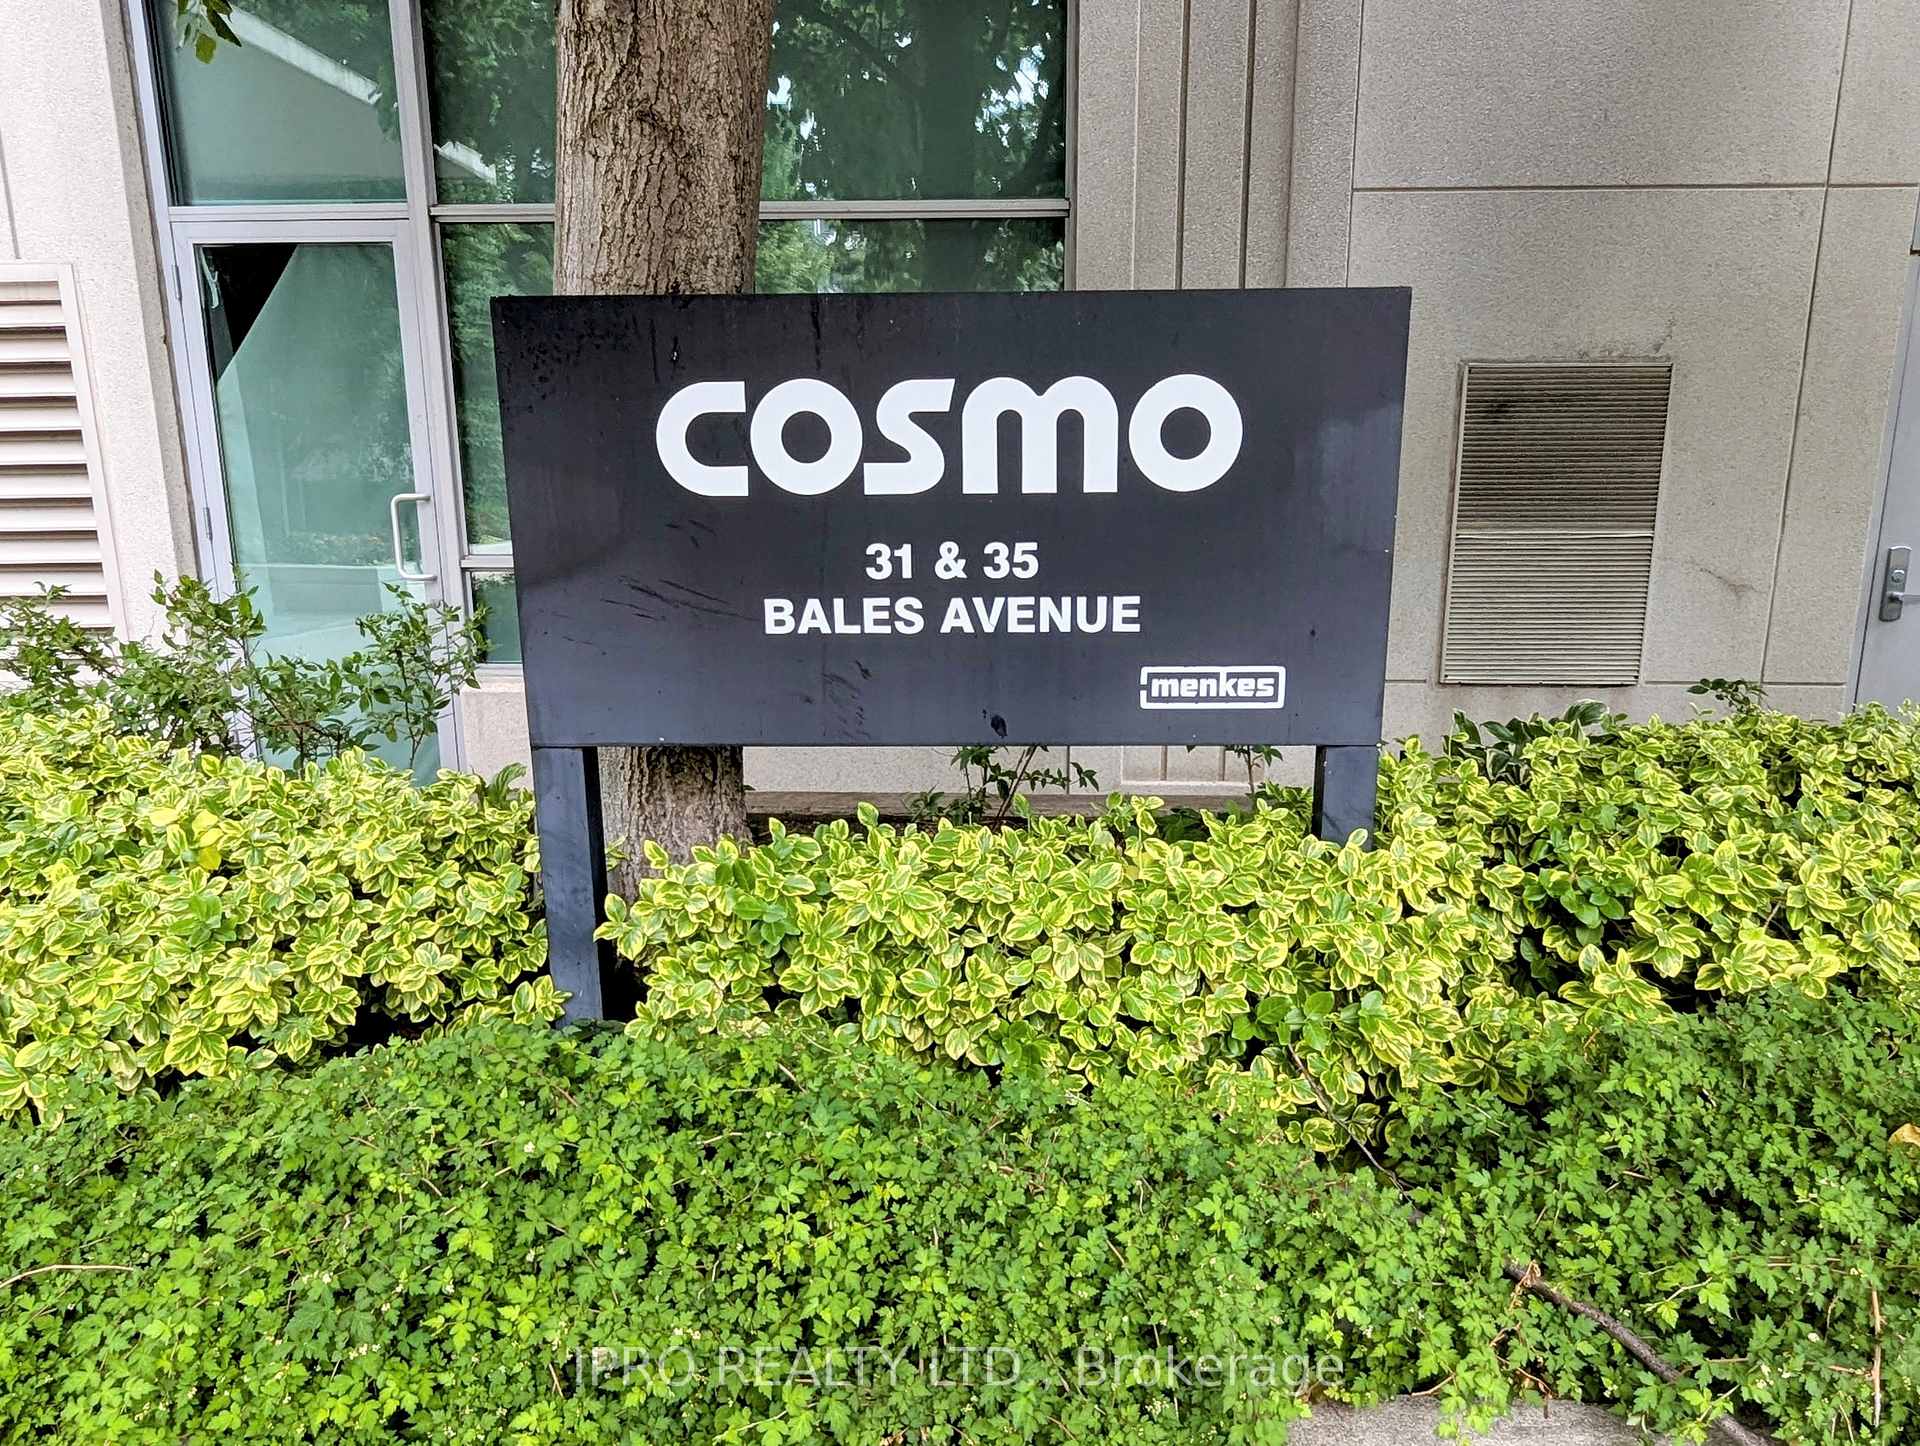 COSMO
31 & 35
BALES AVENUE
menkes
IPRO REALTY LTD., Brokerage